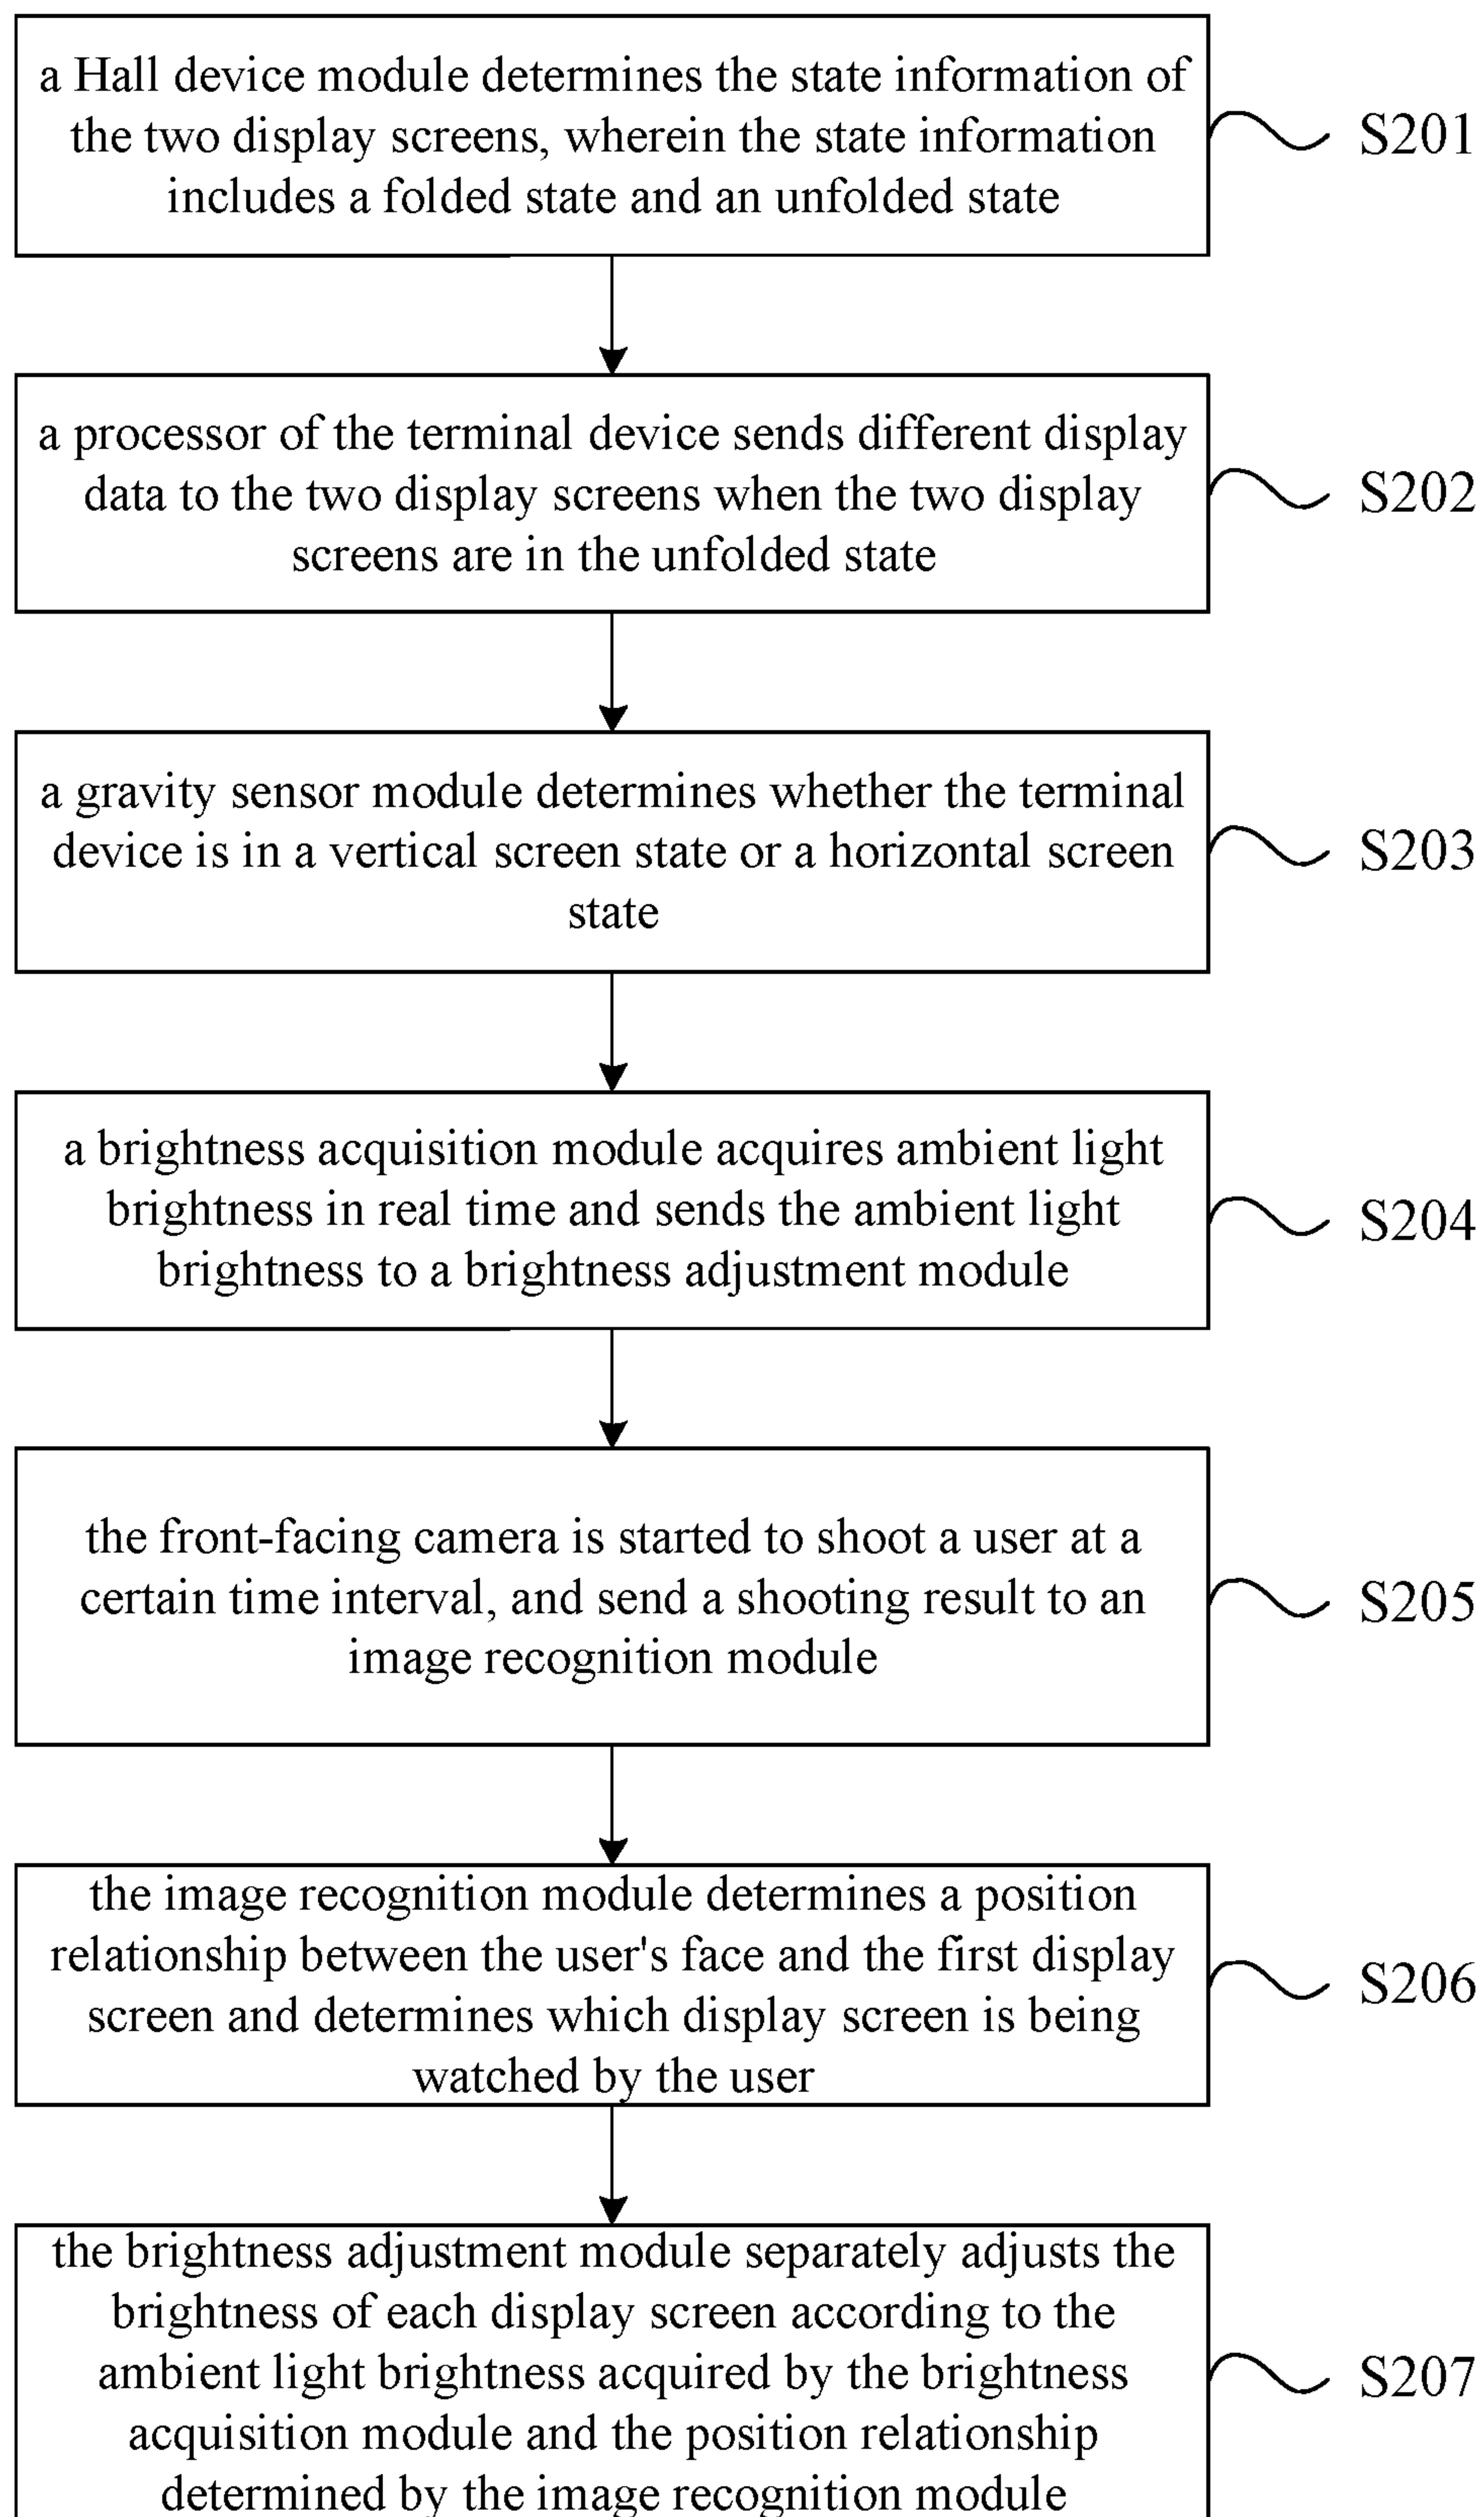 a Hall device module determines the state information of
the two display screens, wherein the state information
includes a folded state and an unfolded state
S201
a processor of the terminal device sends different display
data to the two display screens when the two display
screens are in the unfolded state
S202
a gravity sensor module determines whether the terminal
device is in a vertical screen state or a horizontal screen
state
S203
a brightness acquisition module acquires ambient light
brightness in real time and sends the ambient light
brightness to a brightness adjustment module
S204
the front-facing camera is started to shoot a user at a
certain time interval, and send a shooting result to an
image recognition module
S205
the image recognition module determines a position
relationship between the user's face and the first display
screen and determines which display screen is being
watched by the user
S206
the brightness adjustment module separately adjusts the
brightness of each display screen according to the
ambient light brightness acquired by the brightness
acquisition module and the position relationship
determined by the image recognition module
S207